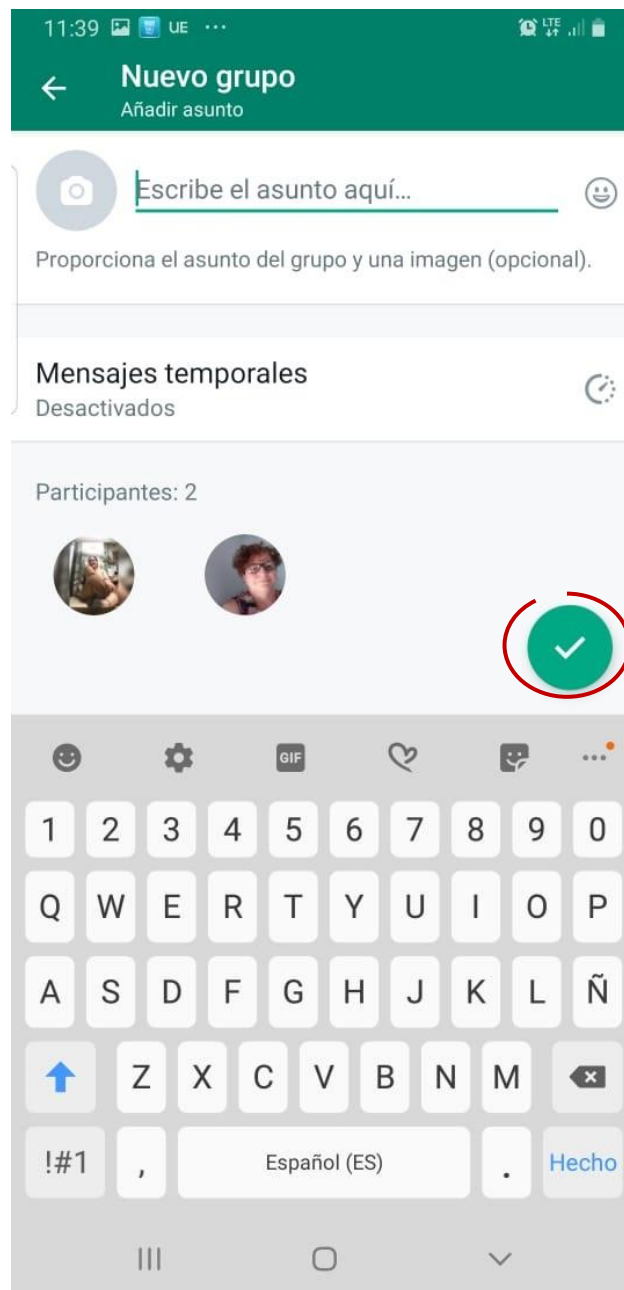 11:39 UE ...
LTE
Nuevo grupo
Añadir asunto
Escribe el asunto aquí...
Proporciona el asunto del grupo y una imagen (opcional).
Mensajes temporales
Desactivados
Participantes: 2
GIF
1 2 3 4 5 6 7 8 9 0
Q W E R T Y U I O P
A S D F G H J K L Ñ
Z X C V B N M
!#1 , Español (ES) . Hecho